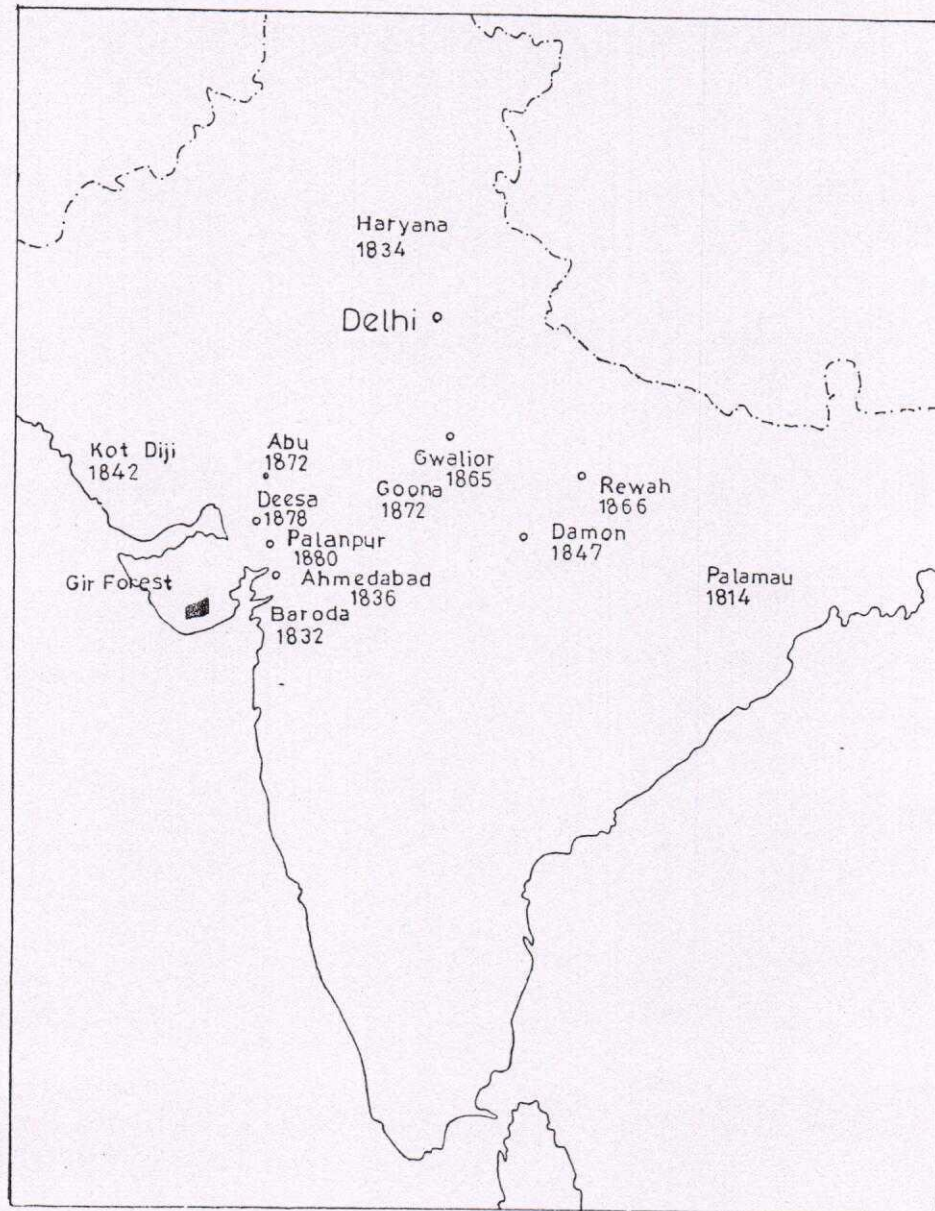 Haryana
1834
Delhi
Kot Diji
1842
Abu
1872
Gwalior
1865
Goona
1872
Rewah
1866
Deesa
1878
Damon
1847
Palanpur
1880
Gir Forest
Ahmedabad
1836
Palamau
1814
Baroda
1832